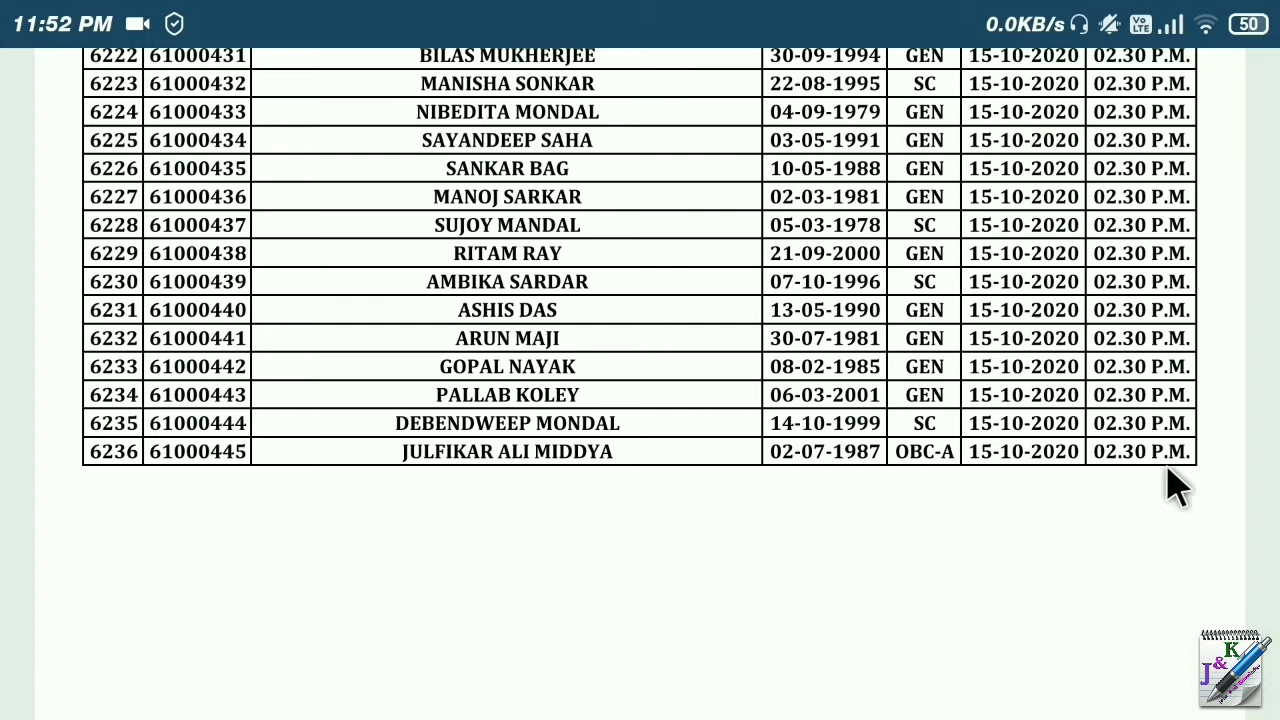 11:52 PM 0.0KB/s Vo LTE 50
6222 61000431 BILAS MUKHERJEE 30-09-1994 GEN 15-10-2020 02.30 P.M.
6223 61000432 MANISHA SONKAR 22-08-1995 SC 15-10-2020 02.30 P.M.
6224 61000433 NIBEDITA MONDAL 04-09-1979 GEN 15-10-2020 02.30 P.M.
6225 61000434 SAYANDEEP SAHA 03-05-1991 GEN 15-10-2020 02.30 P.M.
6226 61000435 SANKAR BAG 10-05-1988 GEN 15-10-2020 02.30 P.M.
6227 61000436 MANOJ SARKAR 02-03-1981 GEN 15-10-2020 02.30 P.M.
6228 61000437 SUJOY MANDAL 05-03-1978 SC 15-10-2020 02.30 P.M.
6229 61000438 RITAM RAY 21-09-2000 GEN 15-10-2020 02.30 P.M.
6230 61000439 AMBIKA SARDAR 07-10-1996 SC 15-10-2020 02.30 P.M.
6231 61000440 ASHIS DAS 13-05-1990 GEN 15-10-2020 02.30 P.M.
6232 61000441 ARUN MAJI 30-07-1981 GEN 15-10-2020 02.30 P.M.
6233 61000442 GOPAL NAYAK 08-02-1985 GEN 15-10-2020 02.30 P.M.
6234 61000443 PALLAB KOLEY 06-03-2001 GEN 15-10-2020 02.30 P.M.
6235 61000444 DEBENDWEEP MONDAL 14-10-1999 SC 15-10-2020 02.30 P.M.
6236 61000445 JULFIKAR ALI MIDDYA 02-07-1987 OBC-A 15-10-2020 02.30 P.M.
J&K